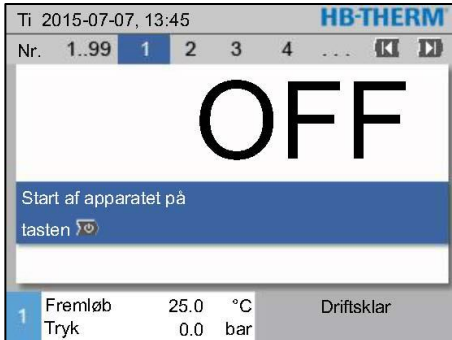 Ti 2015-07-07, 13:45 HB-THERM
Nr. 1..99 1 2 3 4 ...
OFF
Start af apparatet på
tasten
1 Fremløb 25.0 °C Driftsklar
Tryk 0.0 bar